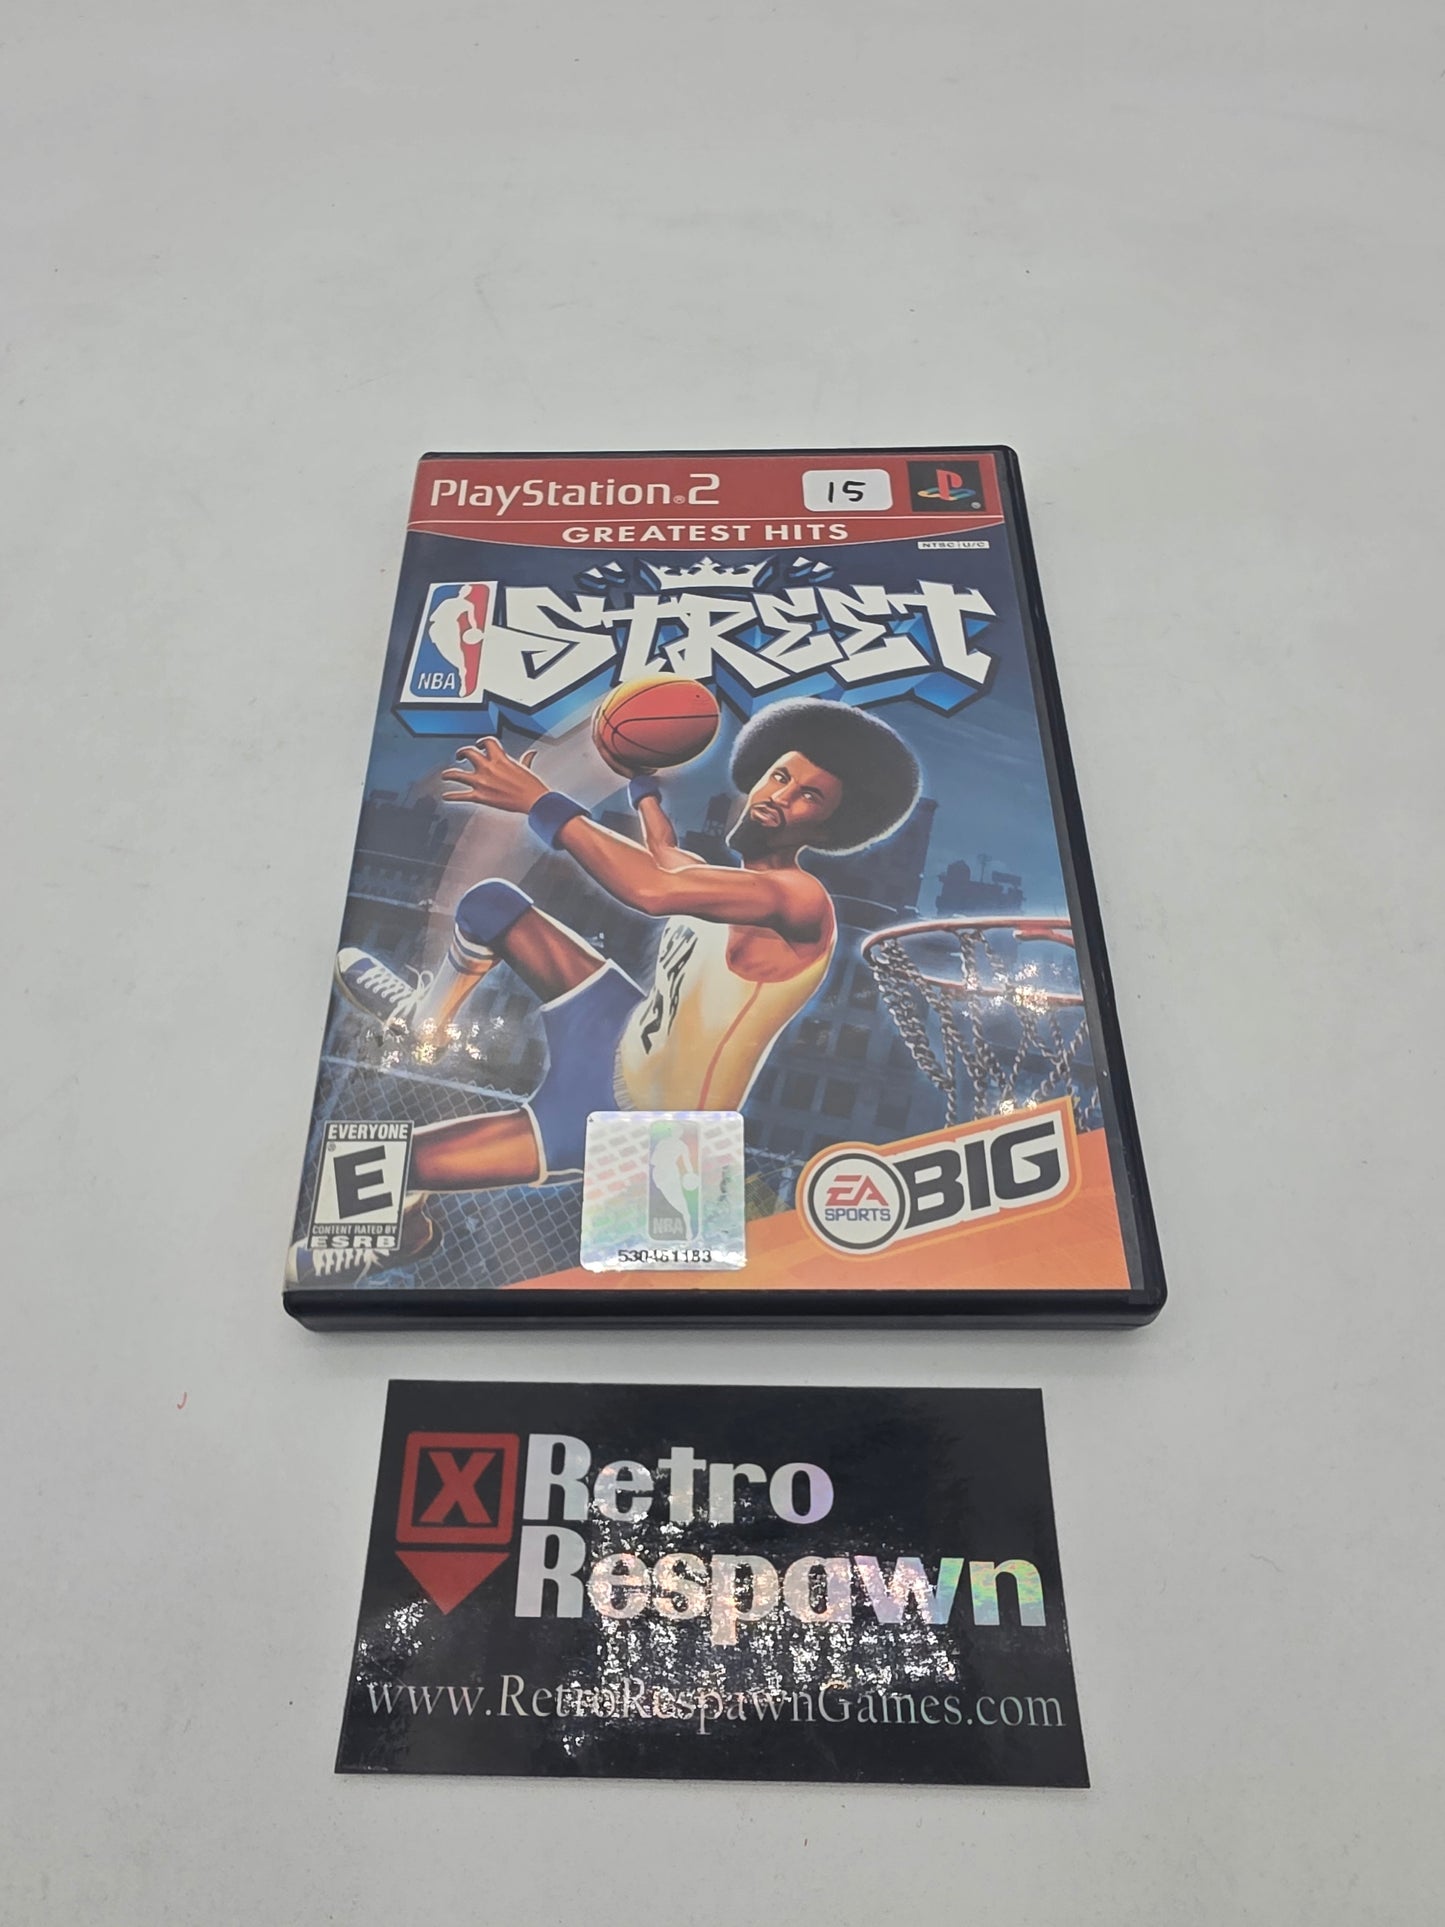 PlayStation®2
15
GREATEST HITS
NTSC U/C
NBA
STREET
EVERYONE
E
CONTENT RATED BY
ESRB
NBA
530461183
EA
SPORTS
BIG
X
Retro
Respawn
www.RetroRespawnGames.com